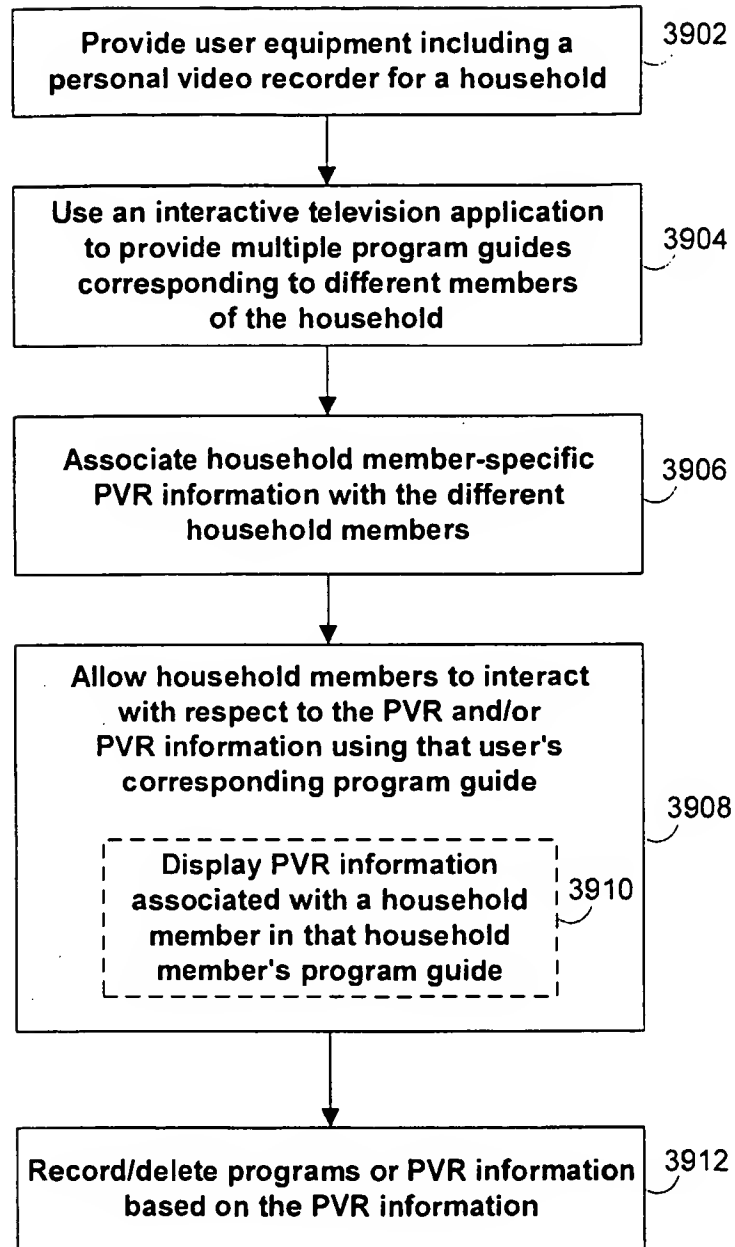 Provide user equipment including a
personal video recorder for a household
3902
Use an interactive television application
to provide multiple program guides
corresponding to different members
of the household
3904
Associate household member-specific
PVR information with the different
household members
3906
Allow household members to interact
with respect to the PVR and/or
PVR information using that user's
corresponding program guide
3908
Display PVR information
associated with a household
member in that household
member's program guide
3910
Record/delete programs or PVR information
based on the PVR information
3912